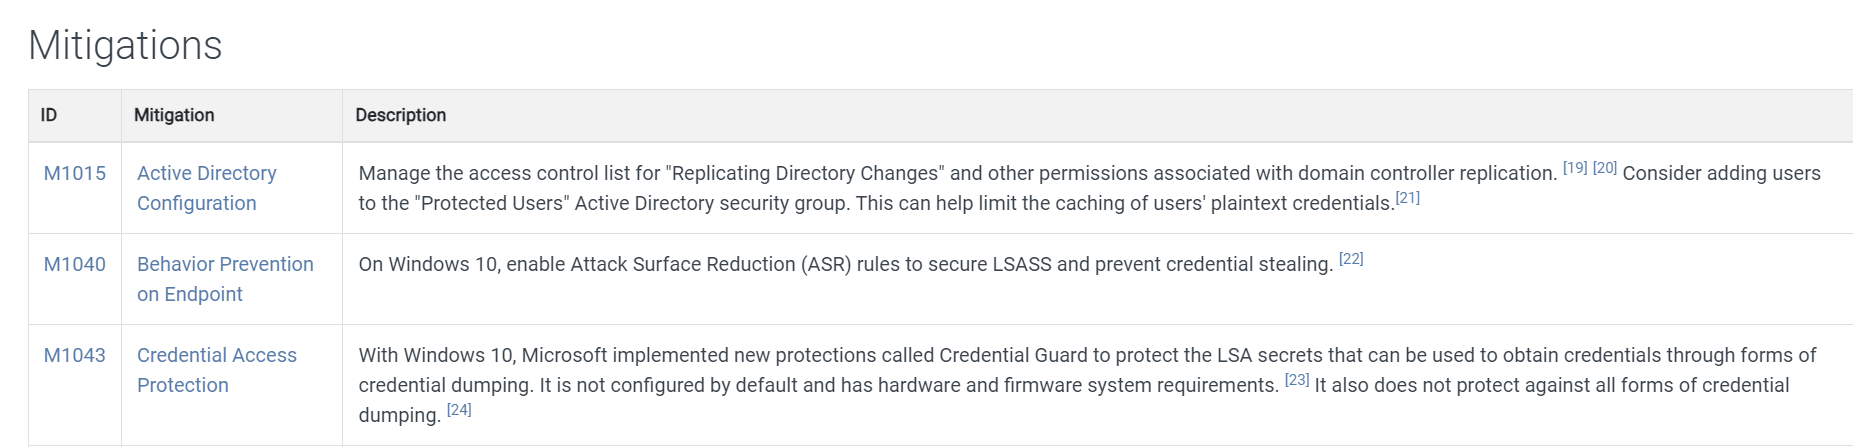 Mitigations
ID Mitigation Description
M1015 Active Directory Configuration Manage the access control list for "Replicating Directory Changes" and other permissions associated with domain controller replication. [19] [20] Consider adding users
to the "Protected Users" Active Directory security group. This can help limit the caching of users' plaintext credentials.[21]
M1040 Behavior Prevention on Endpoint On Windows 10, enable Attack Surface Reduction (ASR) rules to secure LSASS and prevent credential stealing. [22]
M1043 Credential Access Protection With Windows 10, Microsoft implemented new protections called Credential Guard to protect the LSA secrets that can be used to obtain credentials through forms of
credential dumping. It is not configured by default and has hardware and firmware system requirements. [23] It also does not protect against all forms of credential
dumping. [24]